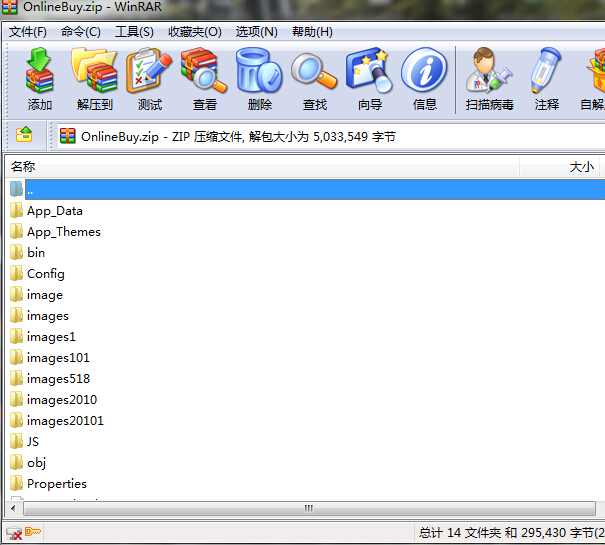 OnlineBuy.zip - WinRAR
文件(F) 命令(C) 工具(S) 收藏夹(O) 选项(N) 帮助(H)
添加 解压到 测试 查看 删除 查找 向导 信息 扫描病毒 注释 自解
OnlineBuy.zip - ZIP 压缩文件, 解包大小为 5,033,549 字节
名称 大小
..
App_Data
App_Themes
bin
Config
image
images
images1
images101
images518
images2010
images20101
JS
obj
Properties
总计 14 文件夹 和 295,430 字节(2